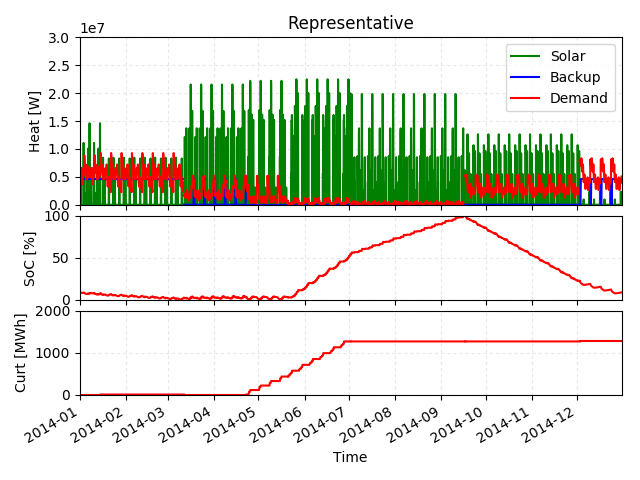 Representative
1e7
3.0
2.5
2.0
1.5
1.0
0.5
0.0
Heat [W]
Solar
Backup
Demand
100
50
0
SoC [%]
2000
1000
0
Curt [MWh]
2014-01
2014-02
2014-03
2014-04
2014-05
2014-06
2014-07
2014-08
2014-09
2014-10
2014-11
2014-12
Time